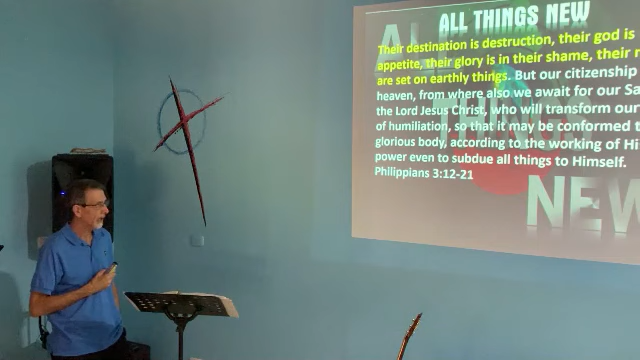 ALL THINGS NEW
Their destination is destruction, their god is
appetite, their glory is in their shame, their
are set on earthly things. But our citizenship
heaven, from where also we await for our
the Lord Jesus Christ, who will transform our
of humiliation, so that it may be conformed
glorious body, according to the working of
power even to subdue all things to Himself.
Philippians 3:12-21
ALL
THINGS
NEW